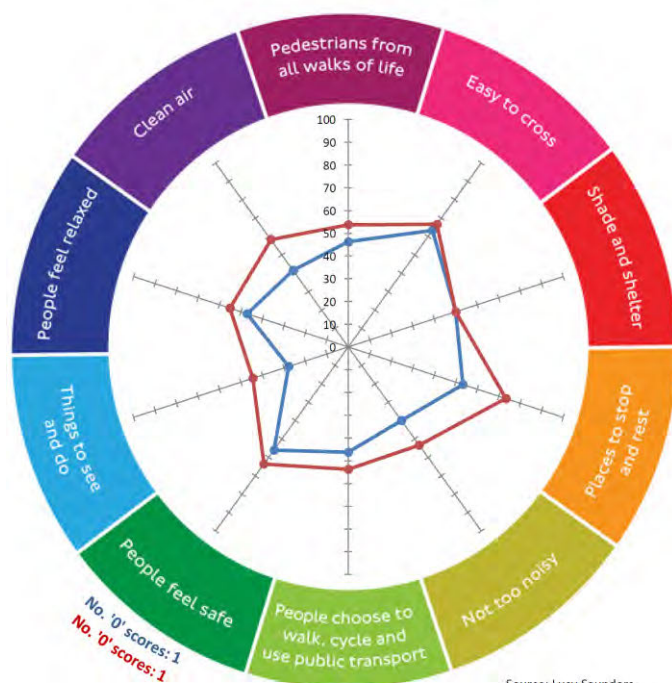 Pedestrians from
all walks of life
Easy to cross
Shade and shelter
Places to stop
and rest
Not too noisy
People choose to
walk, cycle and
use public transport
People feel safe
Things to see
and do
People feel relaxed
Clean air
100
90
80
70
60
50
40
30
20
10
0
No. '0' scores: 1
No. '0' scores: 1
Source: Lucy Saunders